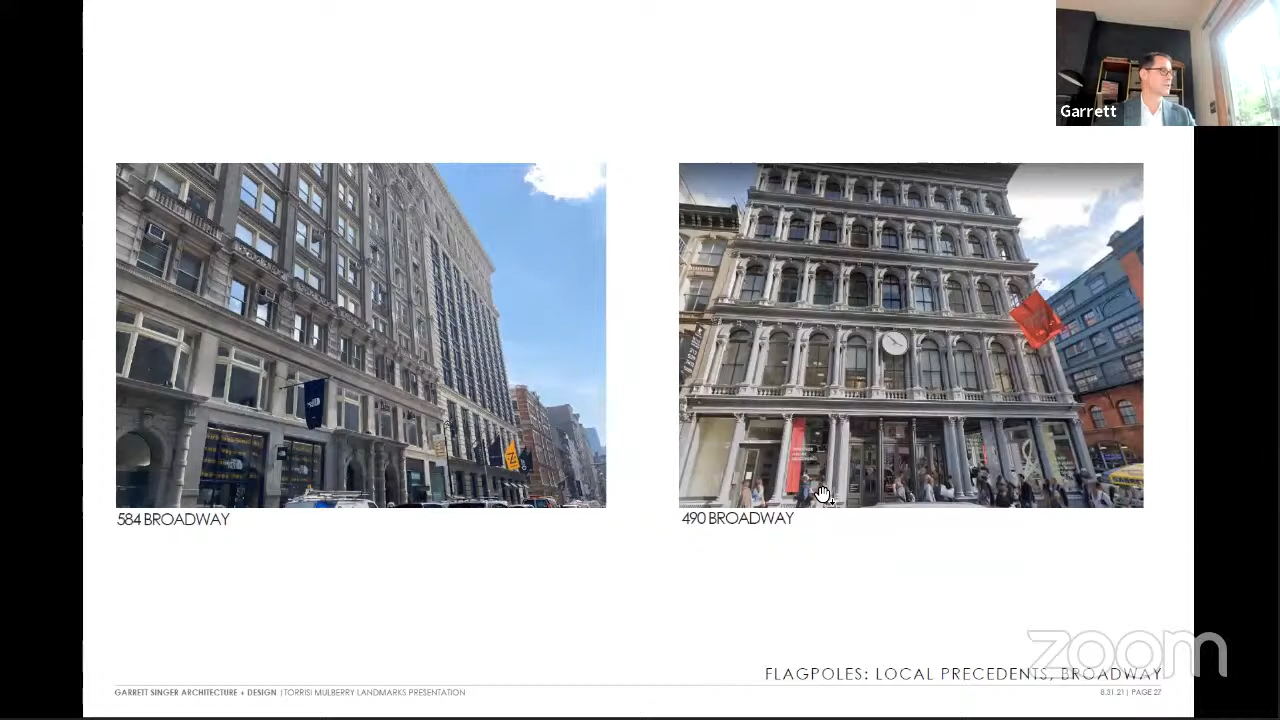 Garrett
584 BROADWAY
490 BROADWAY
zoom
FLAGPOLES: LOCAL PRECEDENTS, BROADWAY
GARRETT SINGER ARCHITECTURE + DESIGN | TORRISI MULBERRY LANDMARKS PRESENTATION
8.31.21 | PAGE 27